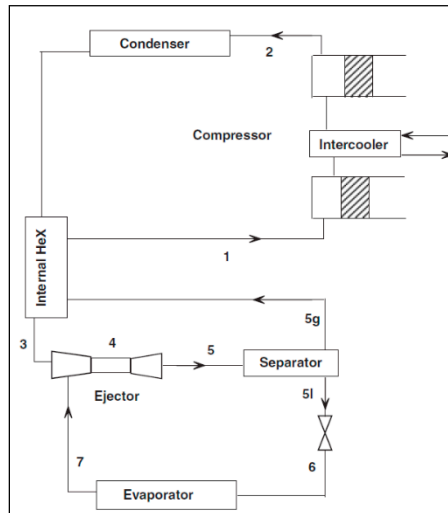 Condenser
2
Compressor
Intercooler
Internal HeX
1
3
4
5
5g
Separator
Ejector
5l
7
6
Evaporator